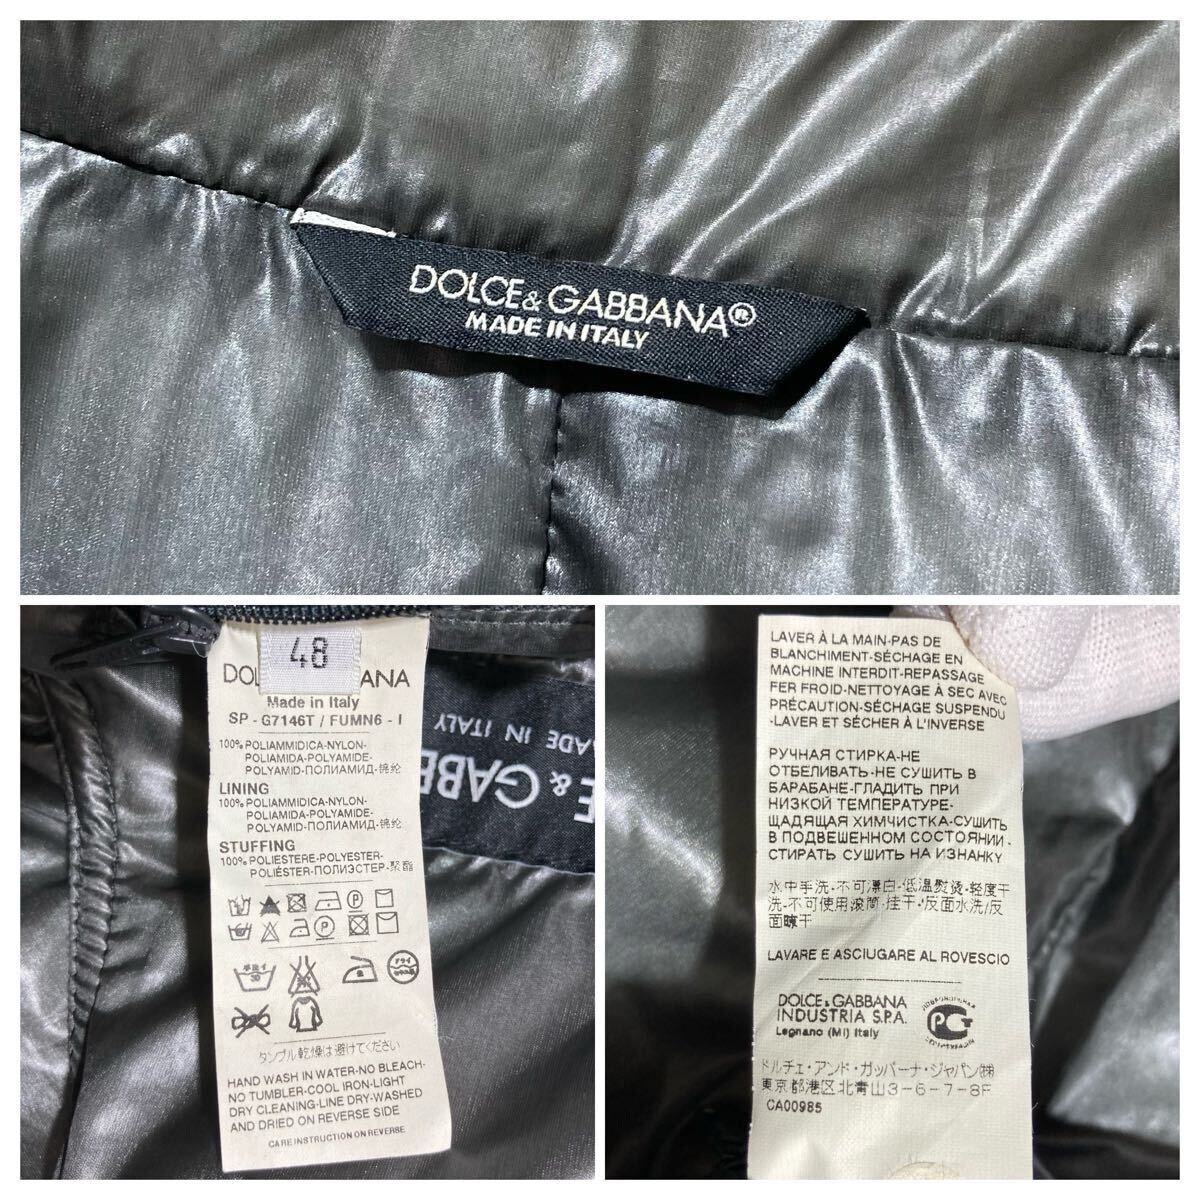 DOLCE & GABBANA®
MADE IN ITALY
48
DOL ANA
Made in Italy
SP - G7146T / FUMN6 - I
100% POLIAMMIDICA-NYLON-
POLIAMIDA-POLYAMIDE-
POLYAMID-ПОЛИАМИД-锦纶
LINING
100% POLIAMMIDICA-NYLON-
POLIAMIDA-POLYAMIDE-
POLYAMID-ПОЛИАМИД-锦纶
STUFFING
100% POLIESTERE-POLYESTER-
POLIÉSTER-ПОЛИЭСТЕР-聚酯
タンブル乾燥は避けてください
HAND WASH IN WATER-NO BLEACH-
NO TUMBLER-COOL IRON-LIGHT
DRY CLEANING-LINE DRY-WASHED
AND DRIED ON REVERSE SIDE
CARE INSTRUCTION ON REVERSE
E & GABB
ADE IN ITALY
LAVER À LA MAIN-PAS DE
BLANCHIMENT-SÉCHAGE EN
MACHINE INTERDIT-REPASSAGE
FER FROID-NETTOYAGE À SEC AVEC
PRÉCAUTION-SÉCHAGE SUSPENDU
-LAVER ET SÉCHER À L'INVERSE
РУЧНАЯ СТИРКА-НЕ
ОТБЕЛИВАТЬ-НЕ СУШИТЬ В
БАРАБАНЕ-ГЛАДИТЬ ПРИ
НИЗКОЙ ТЕМПЕРАТУРЕ-
ЩАДЯЩАЯ ХИМЧИСТКА-СУШИТЬ
В ПОДВЕШЕННОМ СОСТОЯНИИ -
СТИРАТЬ СУШИТЬ НА ИЗНАНКУ
水中手洗-不可漂白-低温熨烫-轻度干
洗-不可使用滚筒-挂干-反面水洗/反
面晾干
LAVARE E ASCIUGARE AL ROVESCIO
DOLCE & GABBANA
INDUSTRIA S.P.A.
Legnano (MI) Italy
ドルチェ・アンド・ガッバーナ・ジャパン㈱
東京都港区北青山3-6-7-8F
CA00985